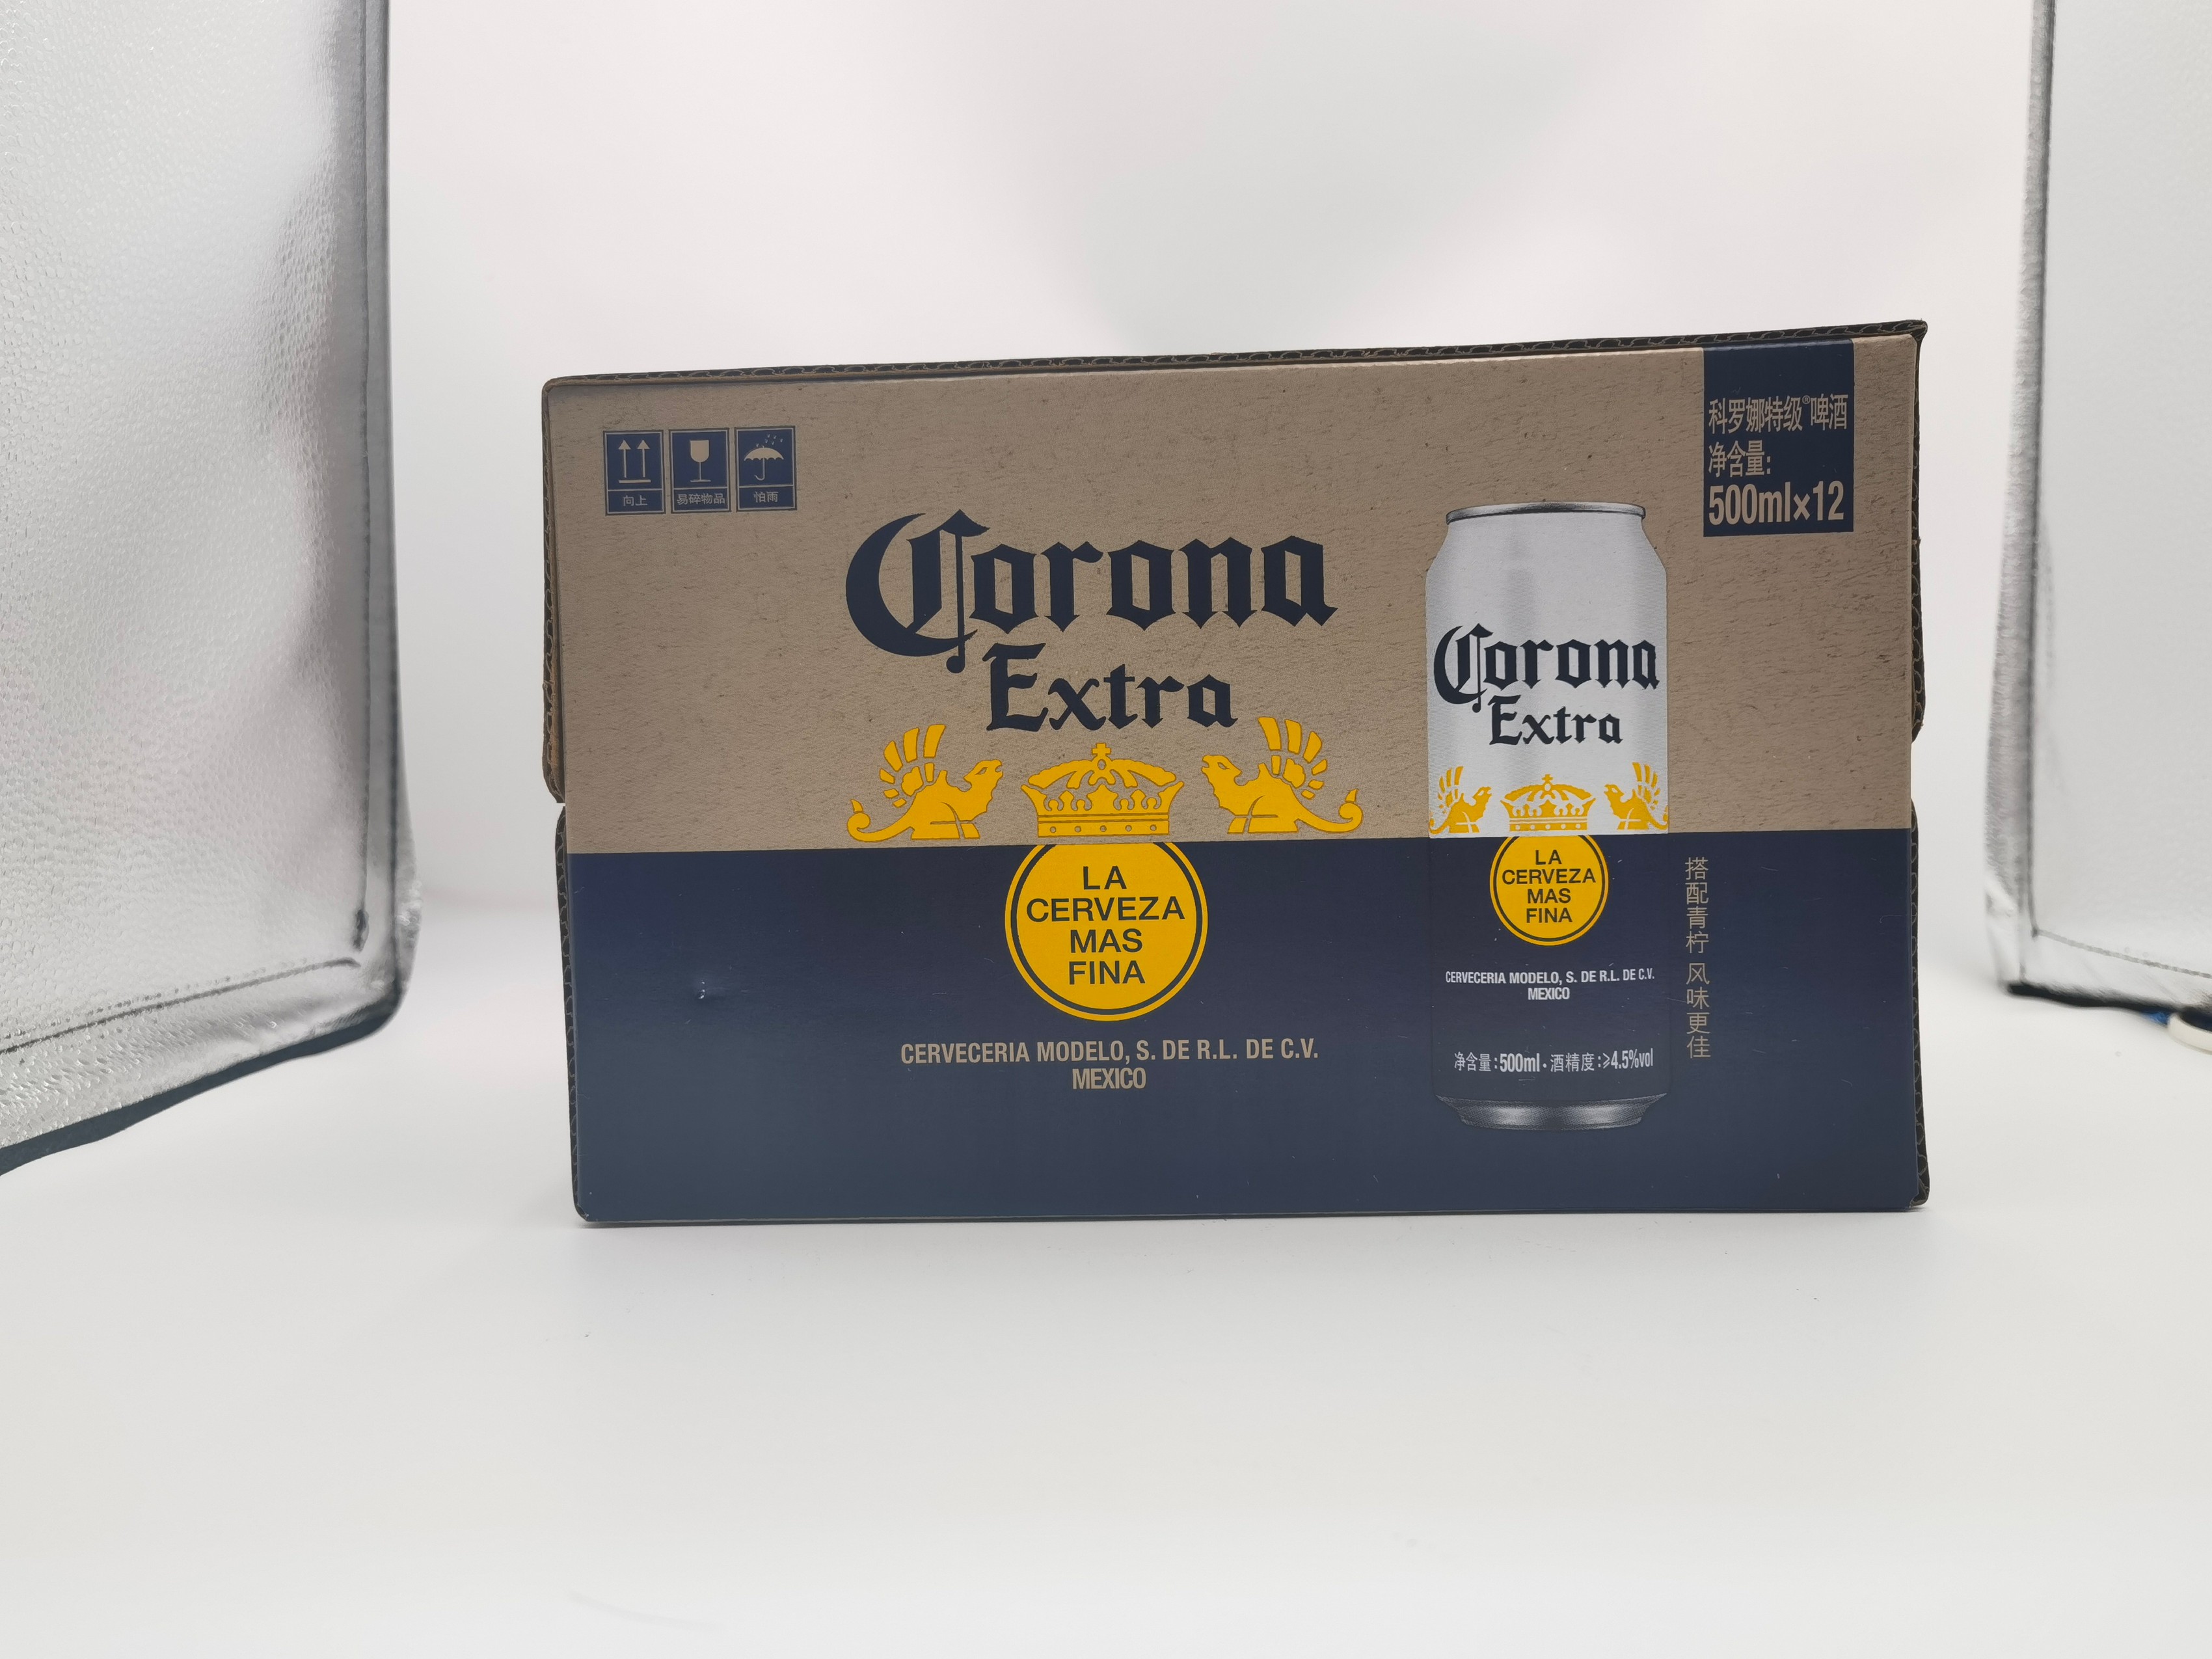 向上
易碎物品
怕雨
科罗娜特级®啤酒
净含量:
500ml×12
Corona
Extra
LA
CERVEZA
MAS
FINA
CERVECERIA MODELO, S. DE R.L. DE C.V.
MEXICO
Corona
Extra
LA
CERVEZA
MAS
FINA
CERVECERIA MODELO, S. DE R.L. DE C.V.
MEXICO
净含量:500ml·酒精度:≥4.5%vol
搭配青柠 风味更佳